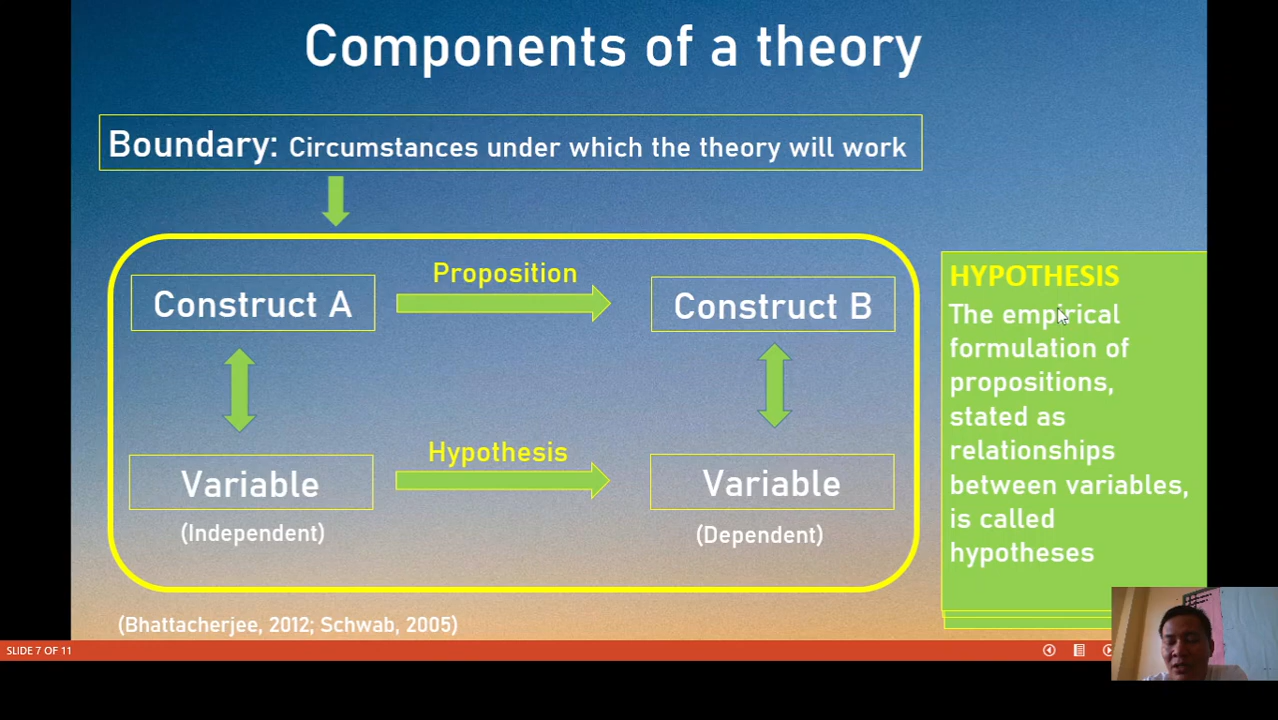 Components of a theory
Boundary: Circumstances under which the theory will work
Proposition
Construct A
Construct B
Hypothesis
Variable
Variable
(Independent)
(Dependent)
HYPOTHESIS
The empirical
formulation of
propositions,
stated as
relationships
between variables,
is called
hypotheses
(Bhattacherjee, 2012; Schwab, 2005)
SLIDE 7 OF 11